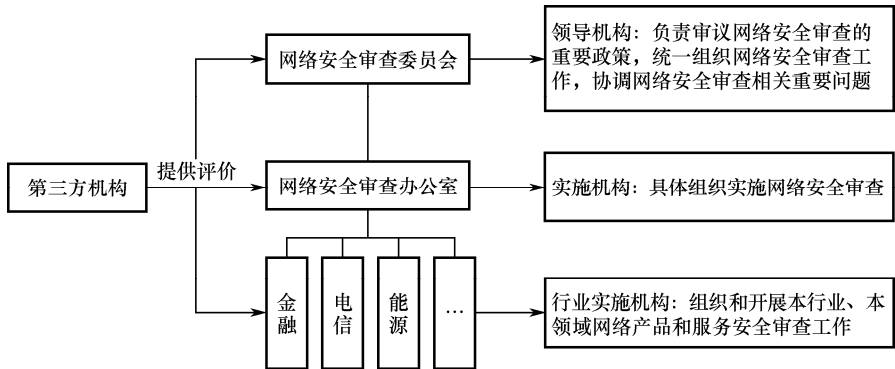 网络安全审查委员会
领导机构：负责审议网络安全审查的
重要政策，统一组织网络安全审查工
作，协调网络安全审查相关重要问题
第三方机构
提供评价
网络安全审查办公室
实施机构：具体组织实施网络安全审查
金融
电信
能源
…
行业实施机构：组织和开展本行业、本
领域网络产品和服务安全审查工作